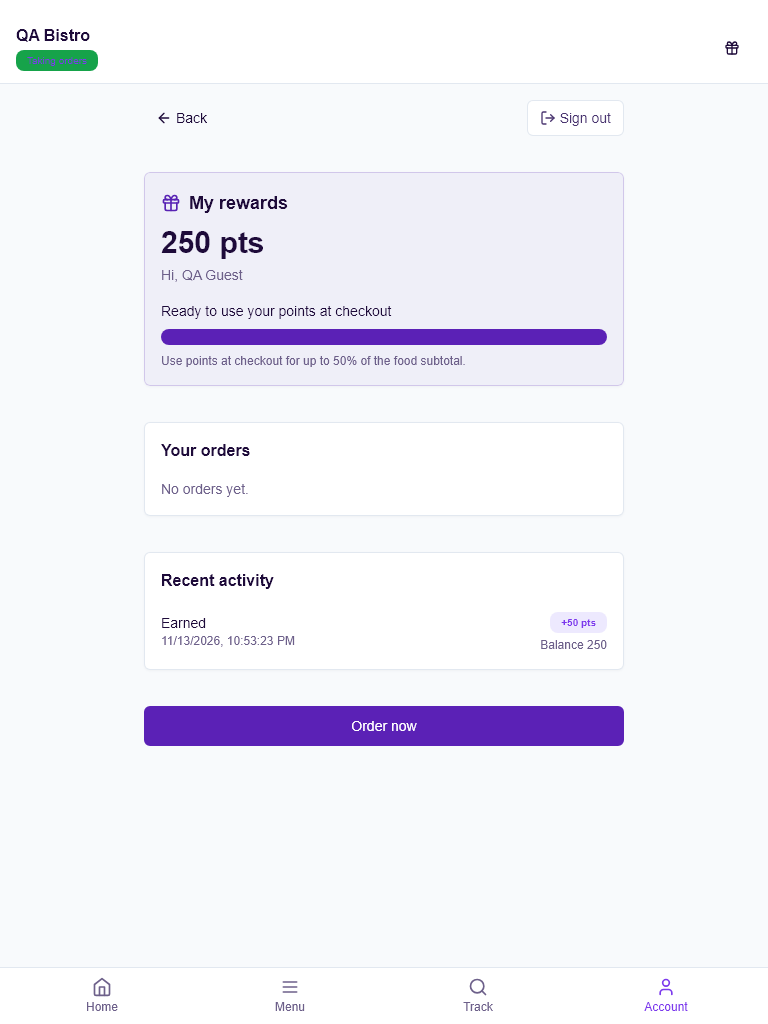 QA Bistro
Taking orders
Back
Sign out
My rewards
250 pts
Hi, QA Guest
Ready to use your points at checkout
Use points at checkout for up to 50% of the food subtotal.
Your orders
No orders yet.
Recent activity
Earned
+50 pts
11/13/2026, 10:53:23 PM
Balance 250
Order now
Home
Menu
Track
Account